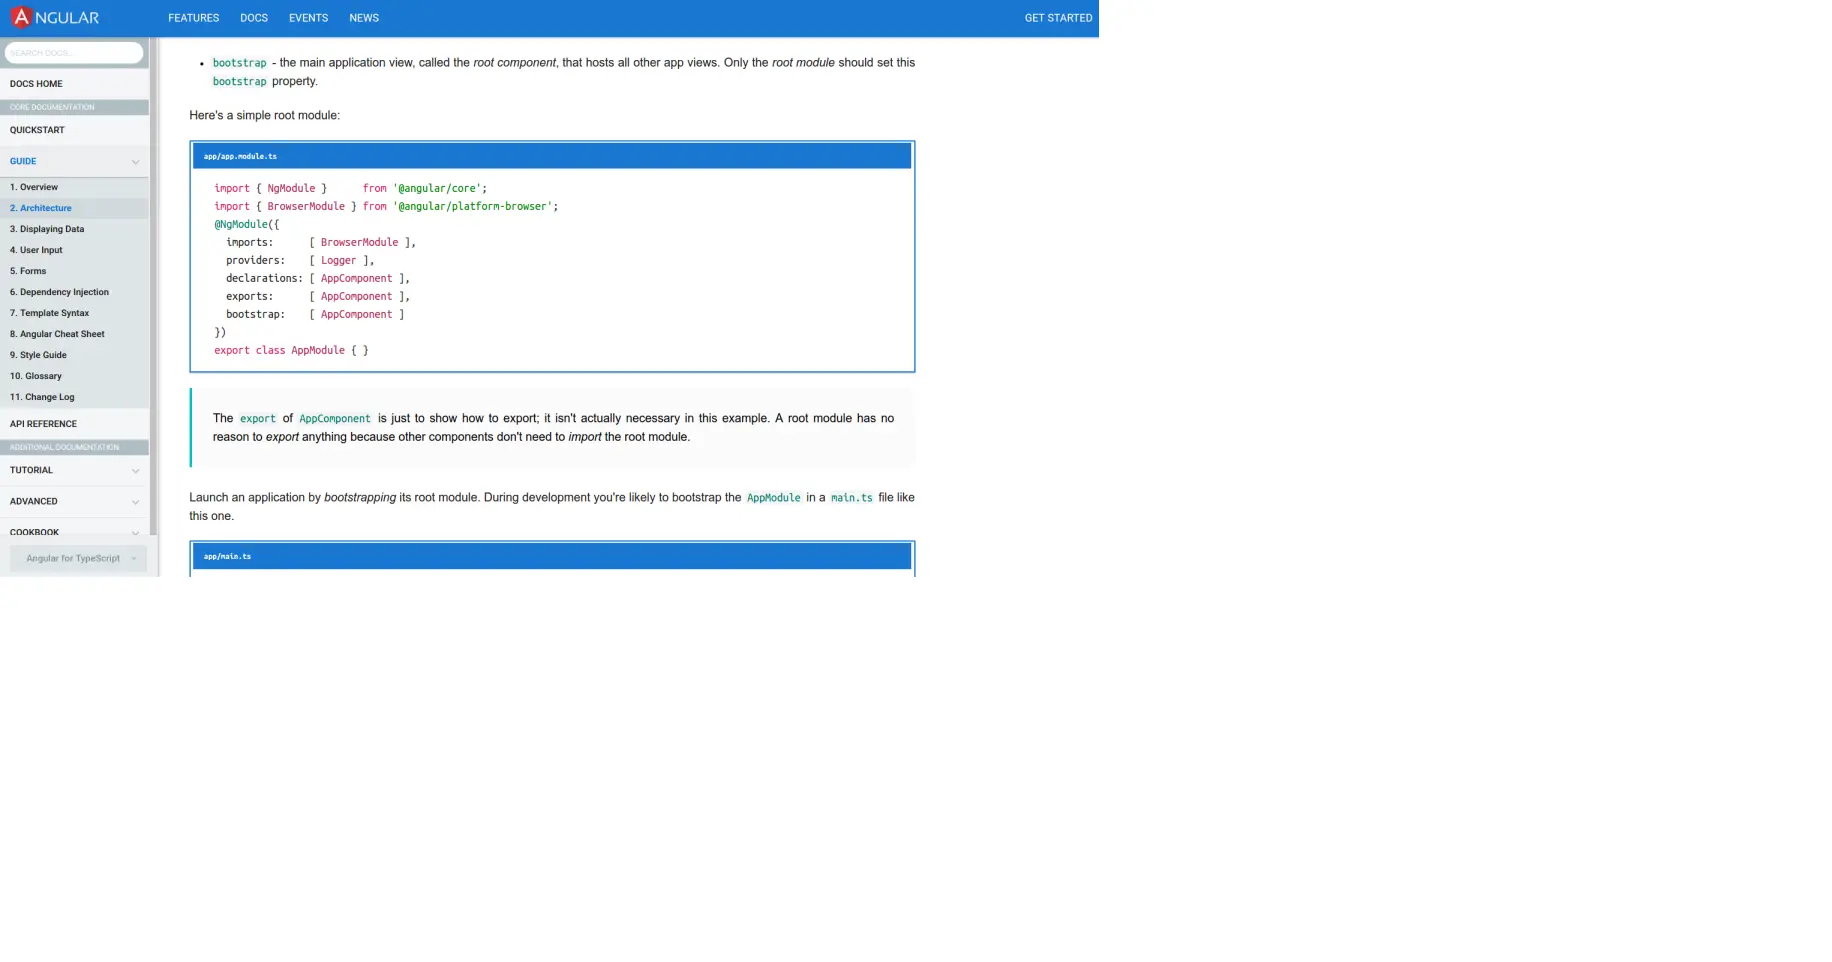 ANGULAR
FEATURES DOCS EVENTS NEWS
GET STARTED
SEARCH DOCS...
DOCS HOME
CORE DOCUMENTATION
QUICKSTART
GUIDE
1. Overview
2. Architecture
3. Displaying Data
4. User Input
5. Forms
6. Dependency Injection
7. Template Syntax
8. Angular Cheat Sheet
9. Style Guide
10. Glossary
11. Change Log
API REFERENCE
ADDITIONAL DOCUMENTATION
TUTORIAL
ADVANCED
COOKBOOK
Angular for TypeScript
• bootstrap - the main application view, called the root component, that hosts all other app views. Only the root module should set this
bootstrap property.
Here's a simple root module:
app/app.module.ts
import { NgModule }      from '@angular/core';
import { BrowserModule } from '@angular/platform-browser';
@NgModule({
  imports:      [ BrowserModule ],
  providers:    [ Logger ],
  declarations: [ AppComponent ],
  exports:      [ AppComponent ],
  bootstrap:    [ AppComponent ]
})
export class AppModule { }
The export of AppComponent is just to show how to export; it isn't actually necessary in this example. A root module has no
reason to export anything because other components don't need to import the root module.
Launch an application by bootstrapping its root module. During development you're likely to bootstrap the AppModule in a main.ts file like
this one.
app/main.ts